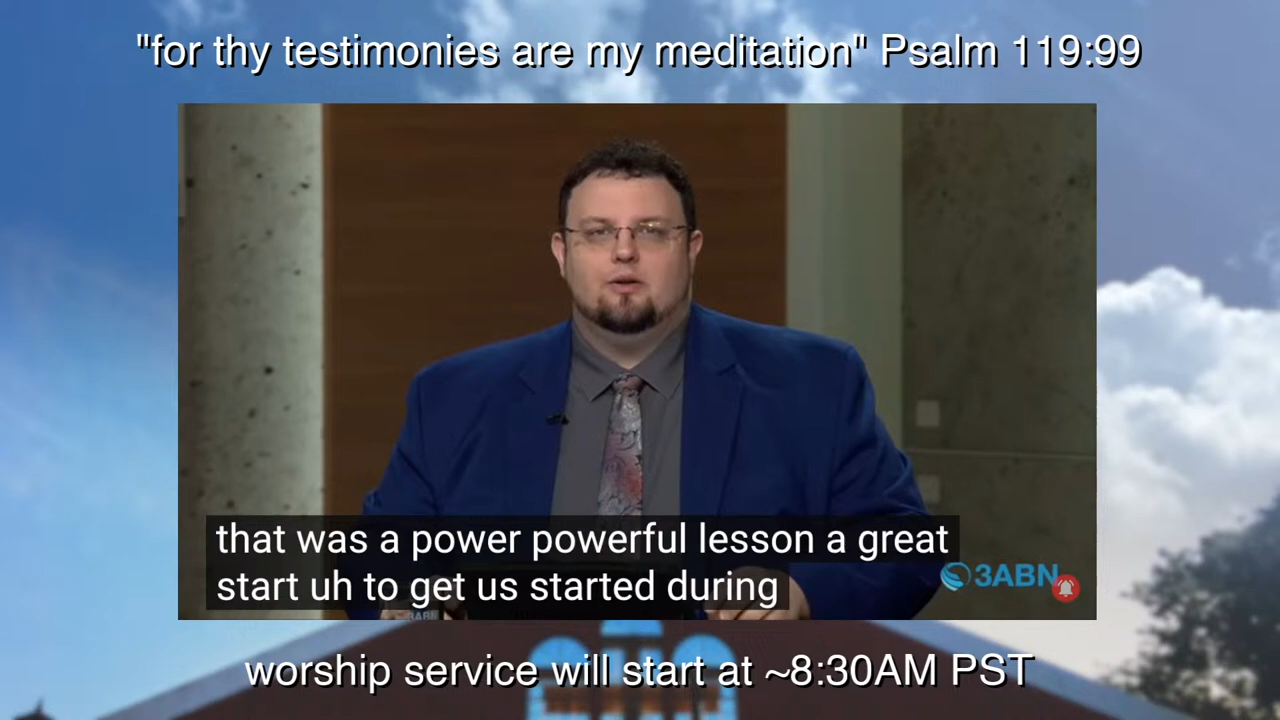 "for thy testimonies are my meditation" Psalm 119:99
that was a power powerful lesson a great
start uh to get us started during
3ABN
3ABN
worship service will start at ~8:30AM PST